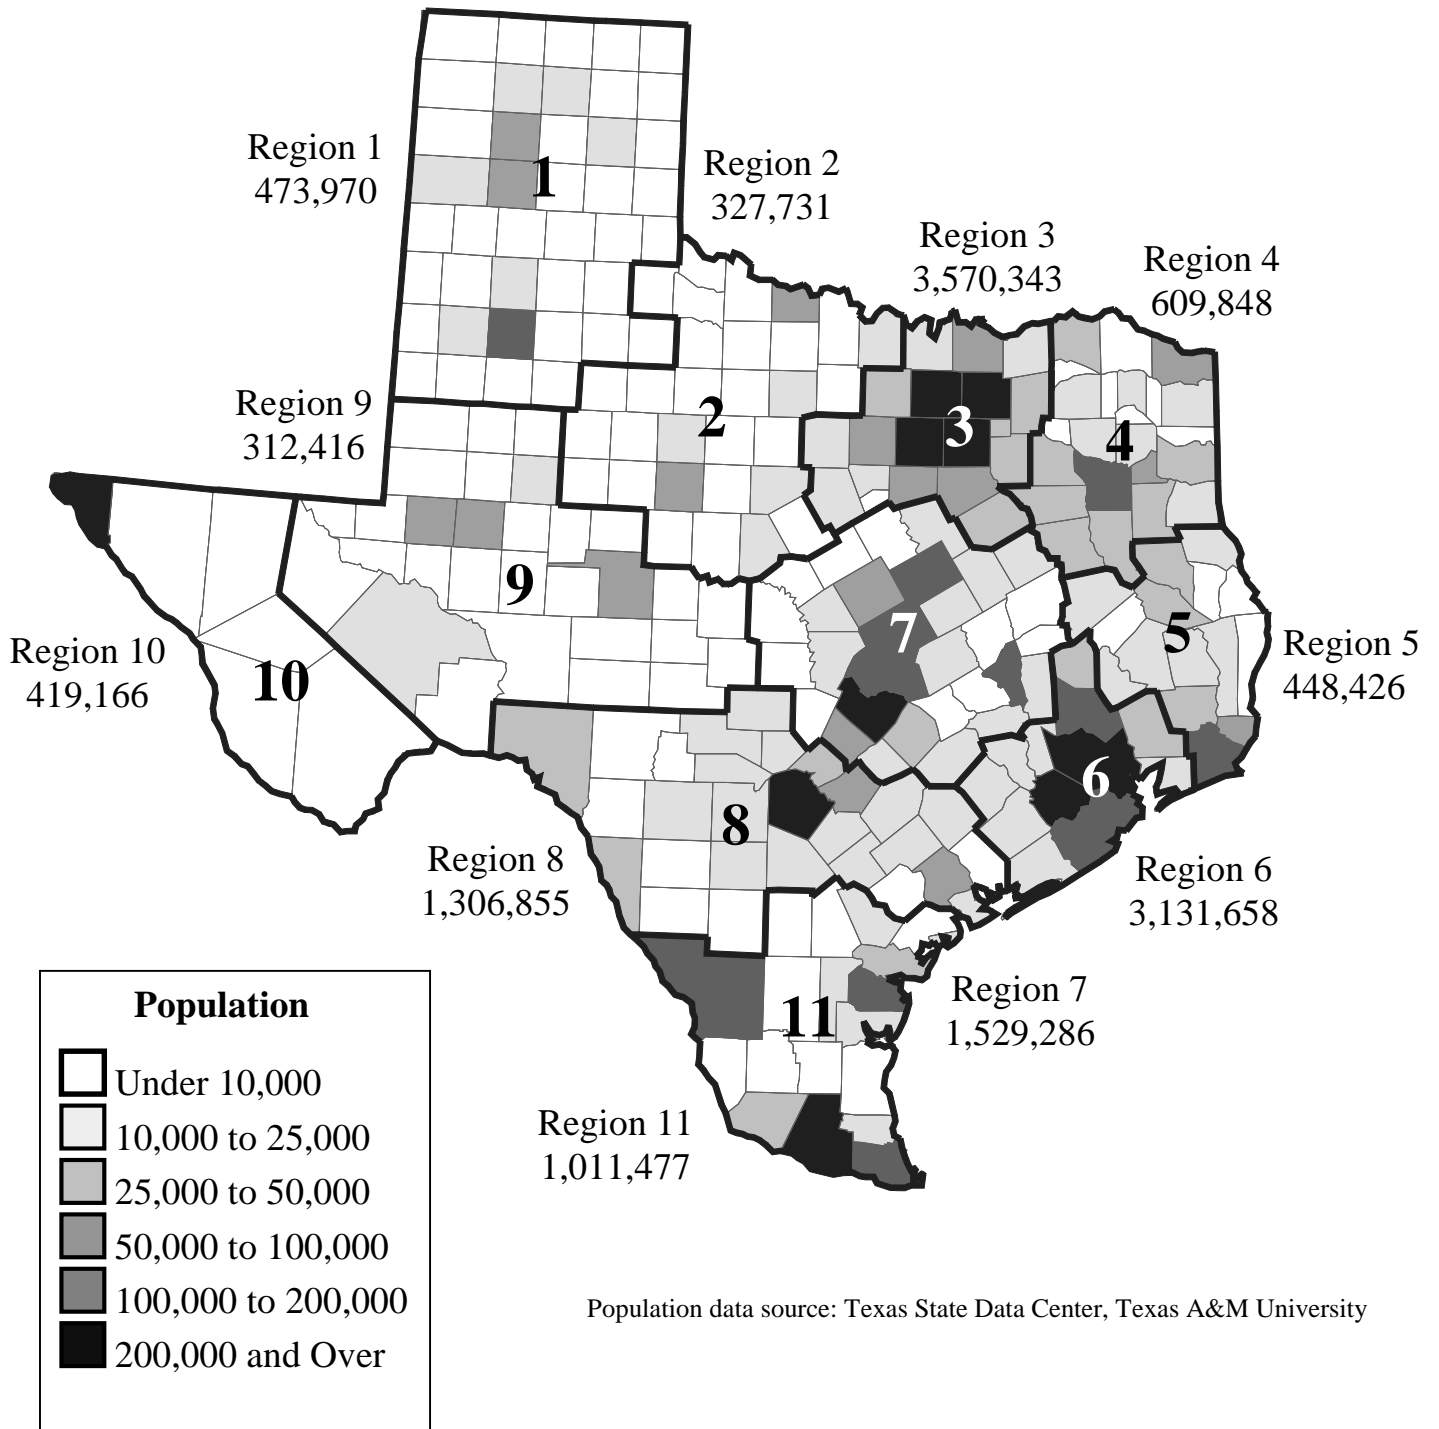 Region 1
473,970
Region 2
327,731
Region 3
3,570,343
Region 4
609,848
Region 9
312,416
Region 10
419,166
Region 5
448,426
Region 8
1,306,855
Region 6
3,131,658
Region 7
1,529,286
Region 11
1,011,477
1
2
3
4
9
7
5
10
6
8
11
Population
Under 10,000
10,000 to 25,000
25,000 to 50,000
50,000 to 100,000
100,000 to 200,000
200,000 and Over
Population data source: Texas State Data Center, Texas A&M University